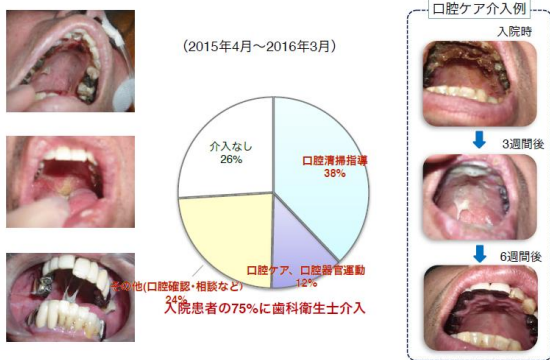 口腔ケア介入例
(2015年4月～2016年3月)
入院時
介入なし
26%
口腔清掃指導
38%
3週間後
口腔ケア、口腔器官運動
12%
その他(口腔確認・相談など)
24%
6週間後
入院患者の75%に歯科衛生士介入